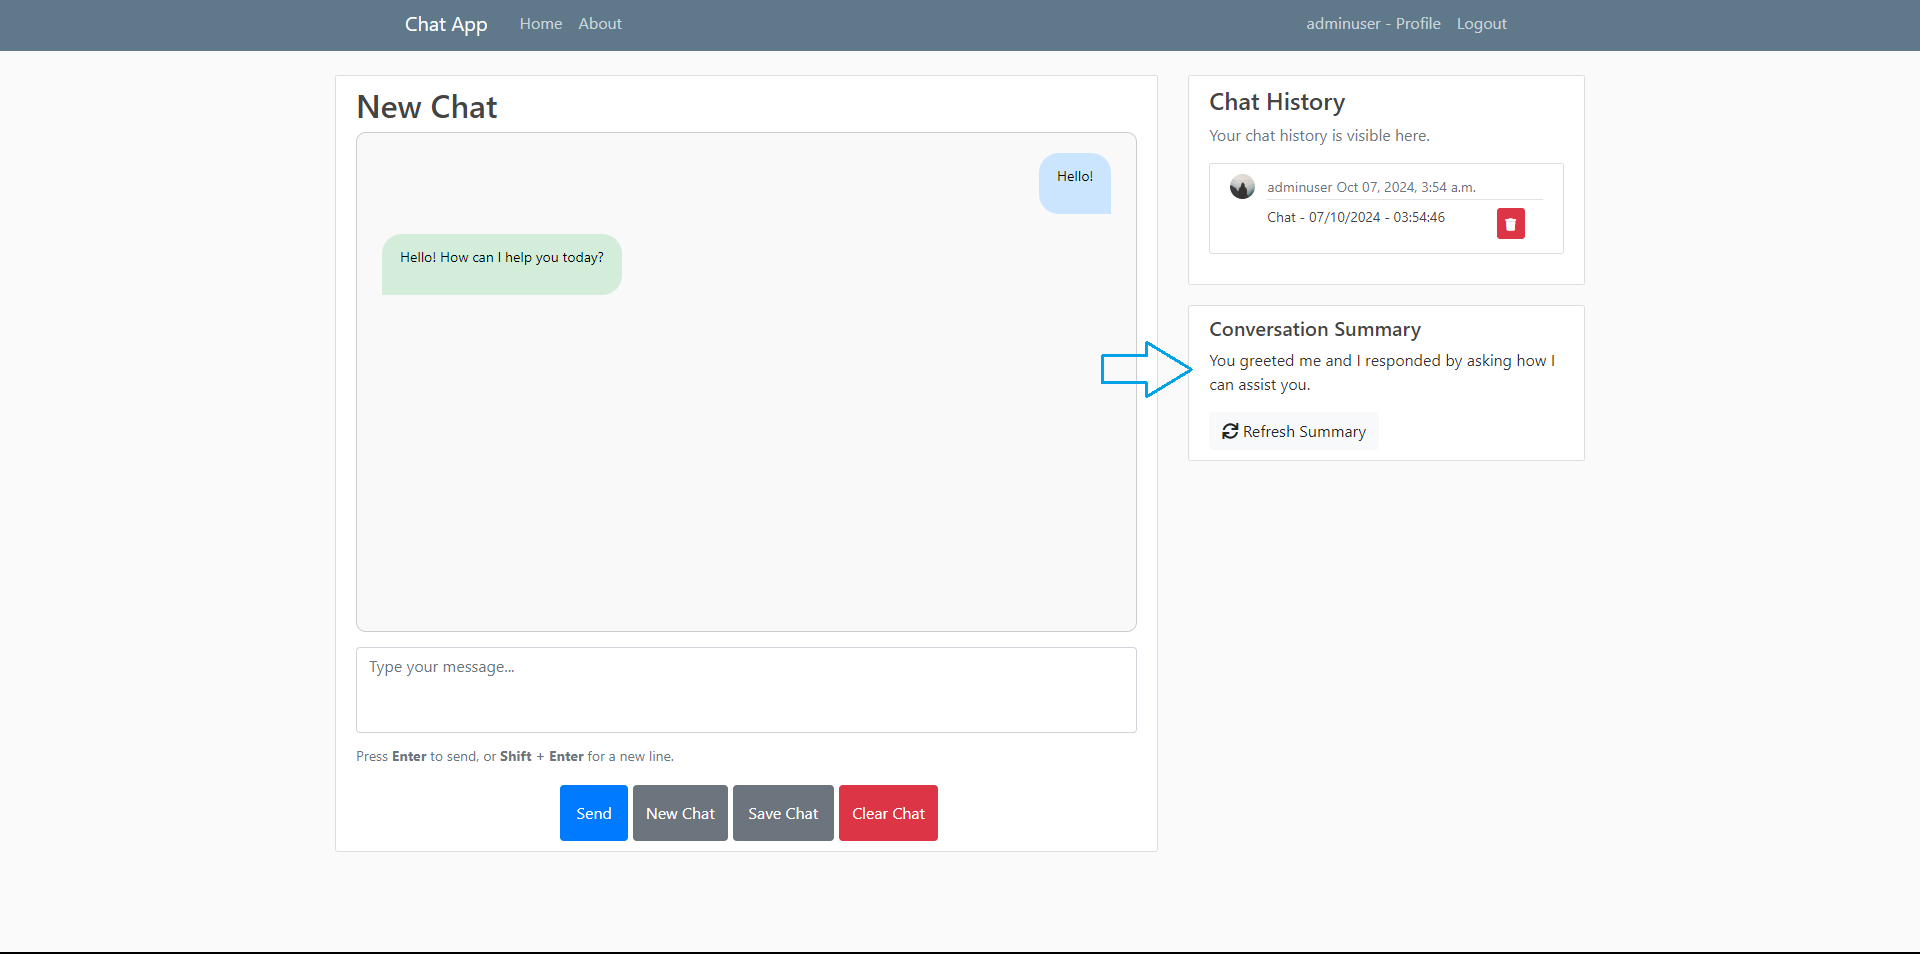 Chat App Home About adminuser - Profile Logout
New Chat
Hello!
Hello! How can I help you today?
Type your message...
Press Enter to send, or Shift + Enter for a new line.
Send New Chat Save Chat Clear Chat
Chat History
Your chat history is visible here.
adminuser Oct 07, 2024, 3:54 a.m.
Chat - 07/10/2024 - 03:54:46
Conversation Summary
You greeted me and I responded by asking how I
can assist you.
Refresh Summary